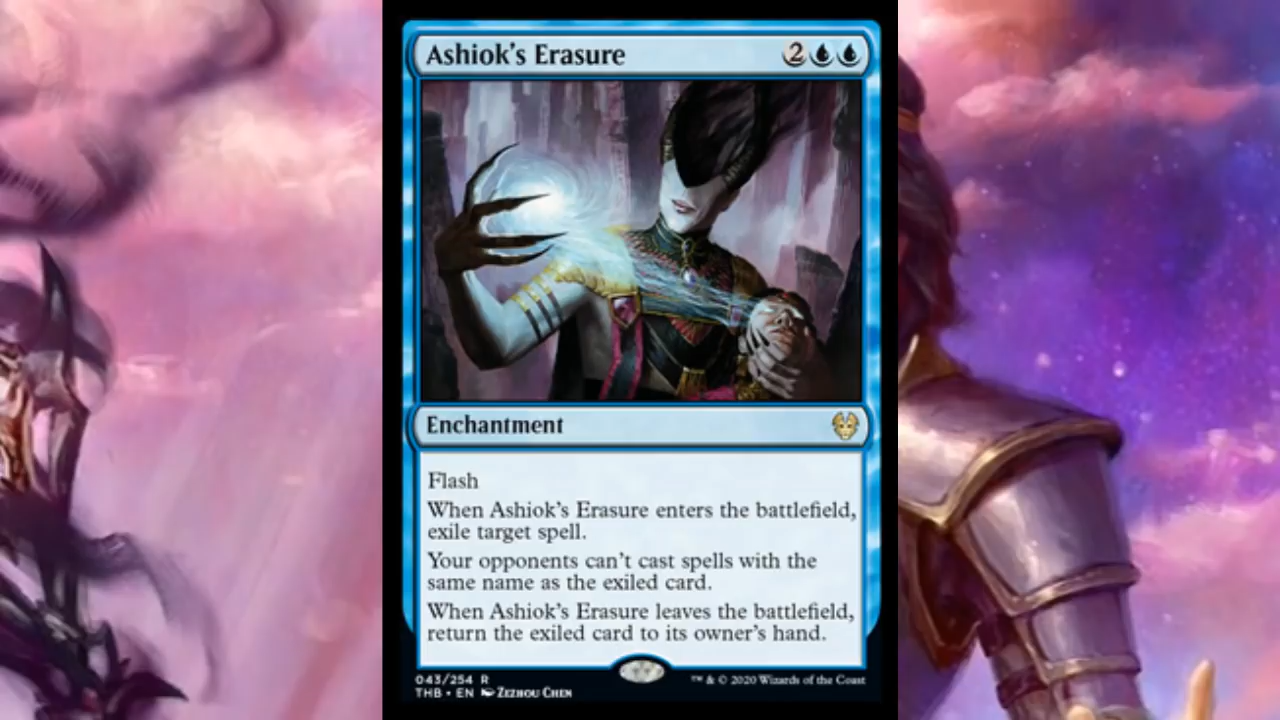 Ashiok's Erasure 2
Enchantment
Flash
When Ashiok's Erasure enters the battlefield,
exile target spell.
Your opponents can't cast spells with the
same name as the exiled card.
When Ashiok's Erasure leaves the battlefield,
return the exiled card to its owner's hand.
043/254 R
THB • EN Zezhou Chen
™ & © 2020 Wizards of the Coast